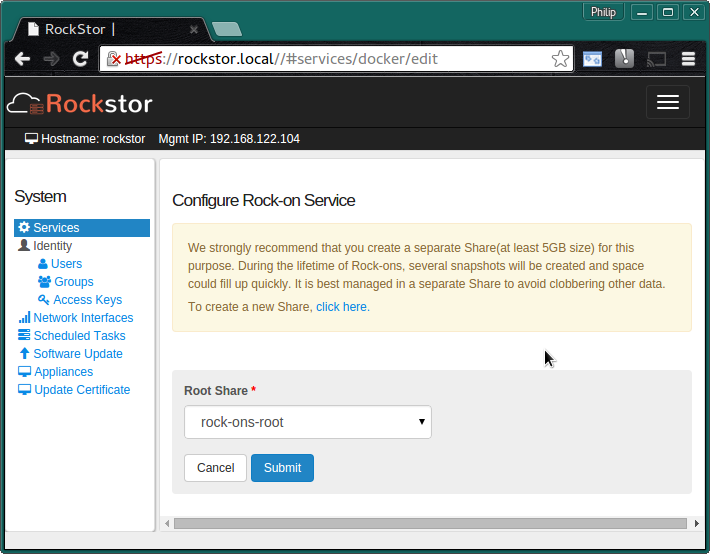 Philip
RockStor |
https://rockstor.local//#services/docker/edit
Rockstor
Hostname: rockstor Mgmt IP: 192.168.122.104
System
Services
Identity
Users
Groups
Access Keys
Network Interfaces
Scheduled Tasks
Software Update
Appliances
Update Certificate
Configure Rock-on Service
We strongly recommend that you create a separate Share(at least 5GB size) for this
purpose. During the lifetime of Rock-ons, several snapshots will be created and space
could fill up quickly. It is best managed in a separate Share to avoid clobbering other data.
To create a new Share, click here.
Root Share *
rock-ons-root
Cancel Submit